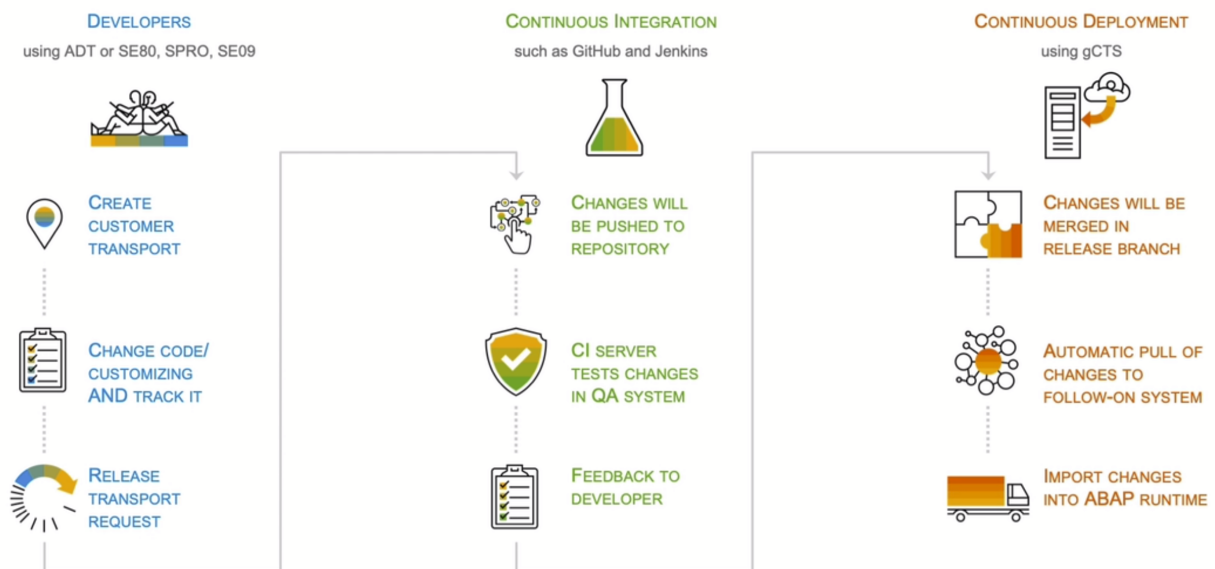 DEVELOPERS
using ADT or SE80, SPRO, SE09
CREATE
CUSTOMER
TRANSPORT
CHANGE CODE/
CUSTOMIZING
AND TRACK IT
RELEASE
TRANSPORT
REQUEST
CONTINUOUS INTEGRATION
such as GitHub and Jenkins
CHANGES WILL
BE PUSHED TO
REPOSITORY
CI SERVER
TESTS CHANGES
IN QA SYSTEM
FEEDBACK TO
DEVELOPER
CONTINUOUS DEPLOYMENT
using gCTS
CHANGES WILL BE
MERGED IN
RELEASE BRANCH
AUTOMATIC PULL OF
CHANGES TO
FOLLOW-ON SYSTEM
IMPORT CHANGES
INTO ABAP RUNTIME